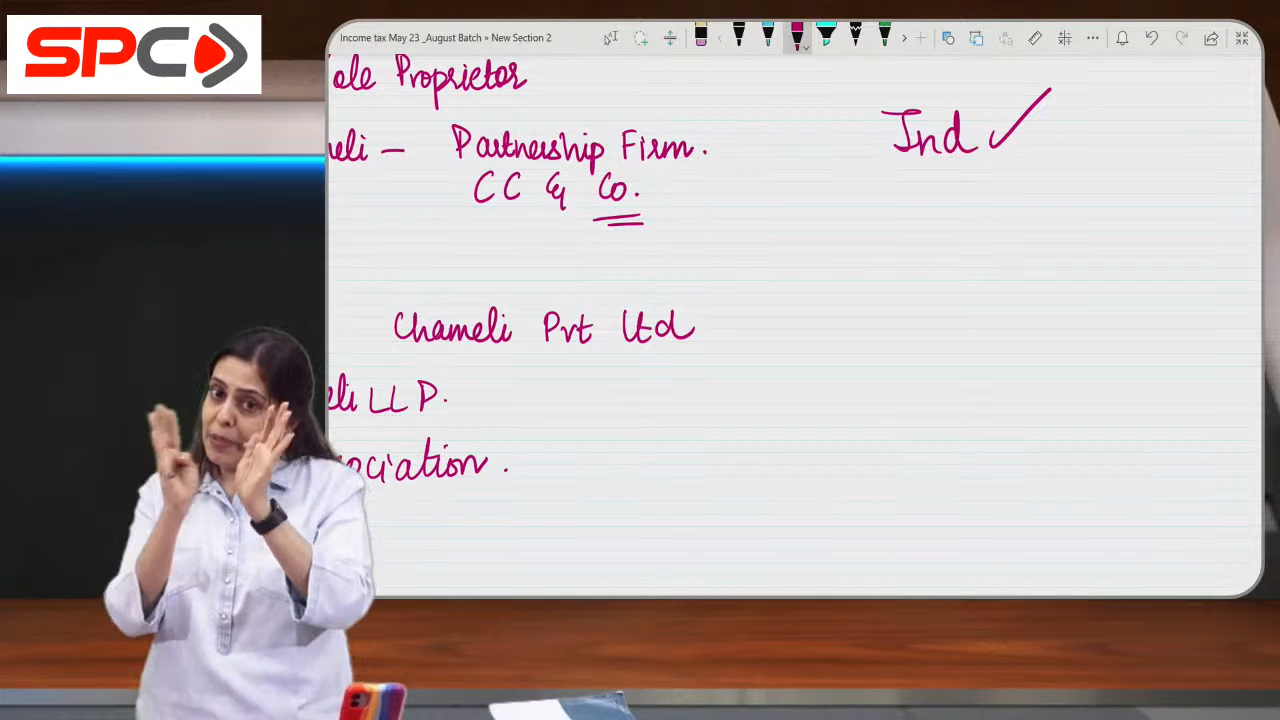 SPC
Income tax May 23 _August Batch » New Section 2
ole Proprietor
Ind
eli - Partnership Firm.
CC & Co.
Chameli Pvt Ltd
eli LLP.
ociation.